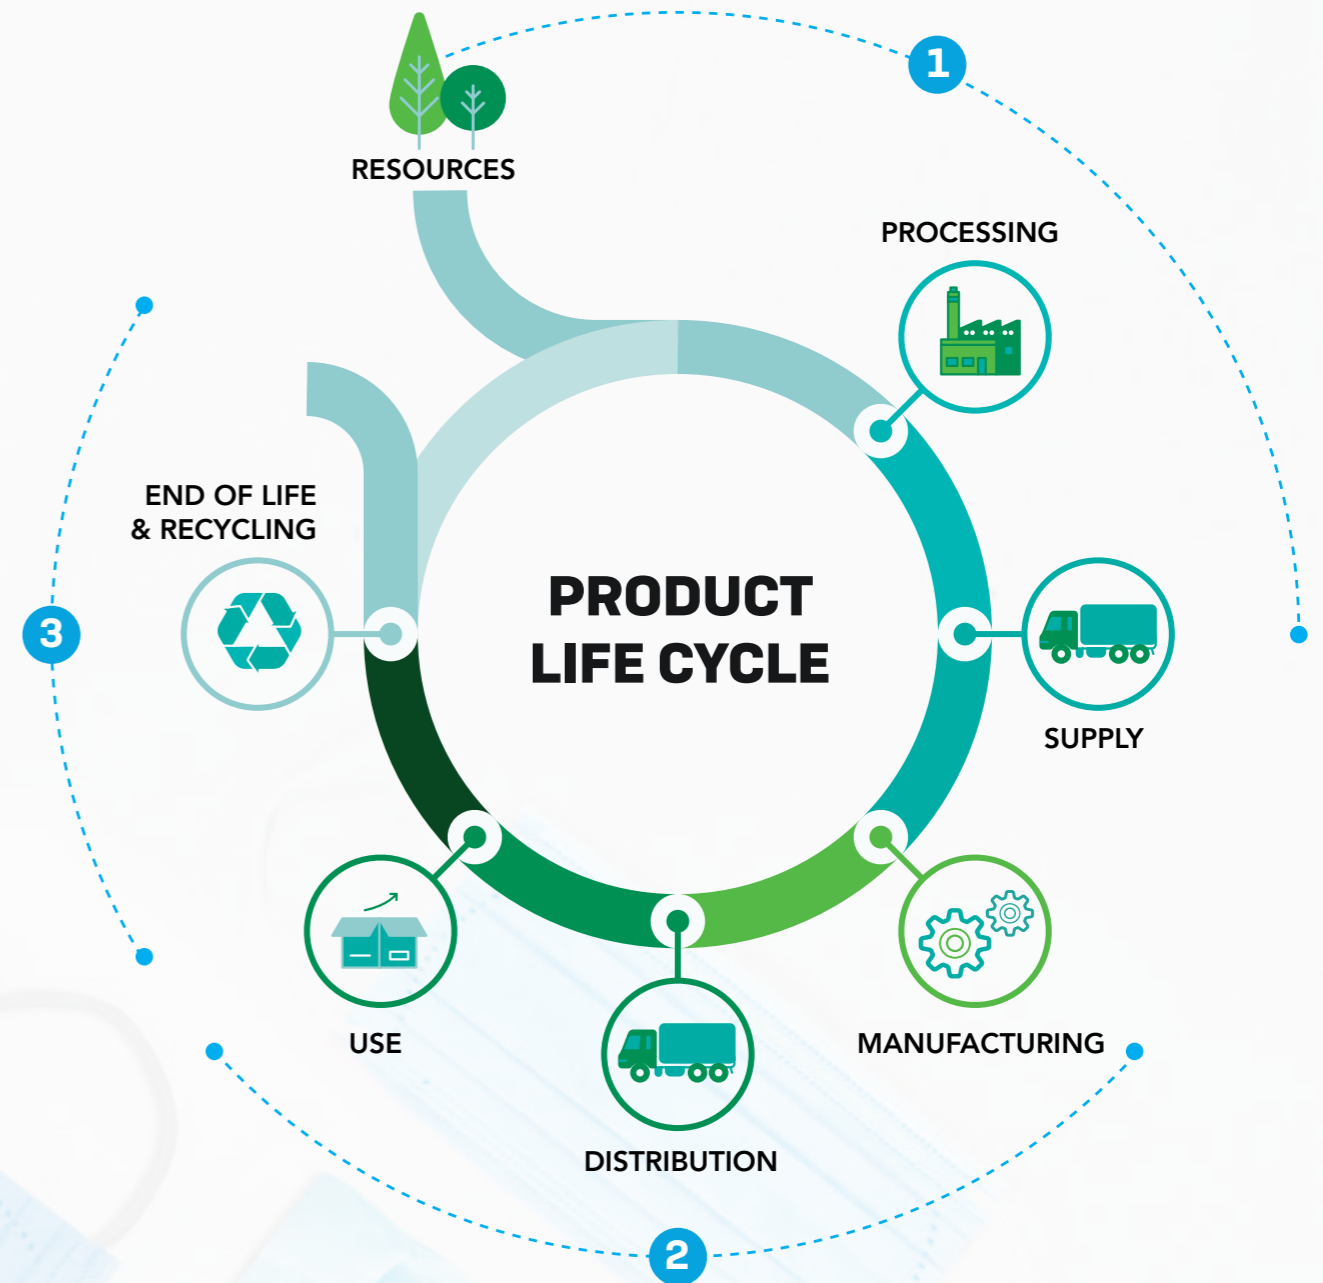 1
RESOURCES
PROCESSING
END OF LIFE
& RECYCLING
PRODUCT
LIFE CYCLE
3
SUPPLY
USE
MANUFACTURING
DISTRIBUTION
2